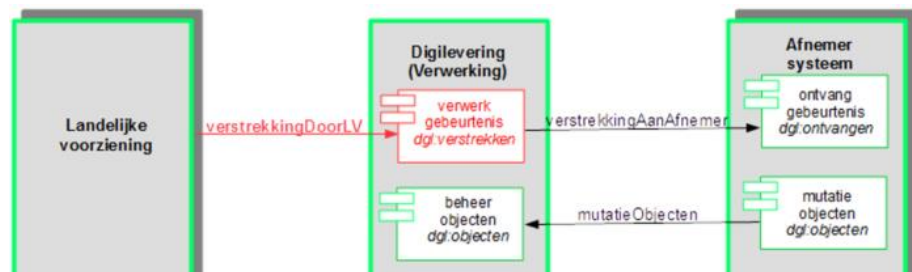 Landelijke
voorziening
verstrekkingDoorLV
Digilevering
(Verwerking)
verwerk
gebeurtenis
dgl:verstrekken
beheer
objecten
dgl:objecten
verstrekkingAanAfnemer
mutatieObjecten
Afnemer
systeem
ontvang
gebeurtenis
dgl:ontvangen
mutatie
objecten
dgl:objecten